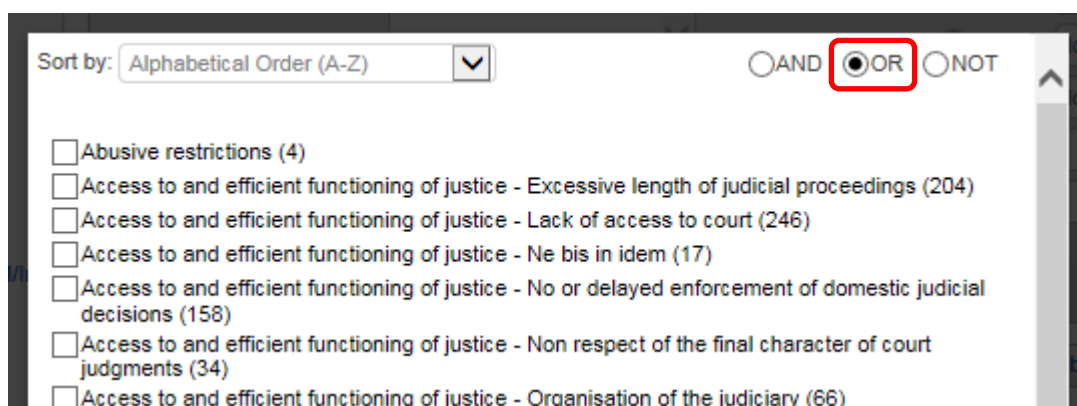 Sort by: Alphabetical Order (A-Z) AND OR NOT
Abusive restrictions (4)
Access to and efficient functioning of justice - Excessive length of judicial proceedings (204)
Access to and efficient functioning of justice - Lack of access to court (246)
Access to and efficient functioning of justice - Ne bis in idem (17)
Access to and efficient functioning of justice - No or delayed enforcement of domestic judicial
decisions (158)
Access to and efficient functioning of justice - Non respect of the final character of court
judgments (34)
Access to and efficient functioning of justice - Organisation of the judiciary (66)